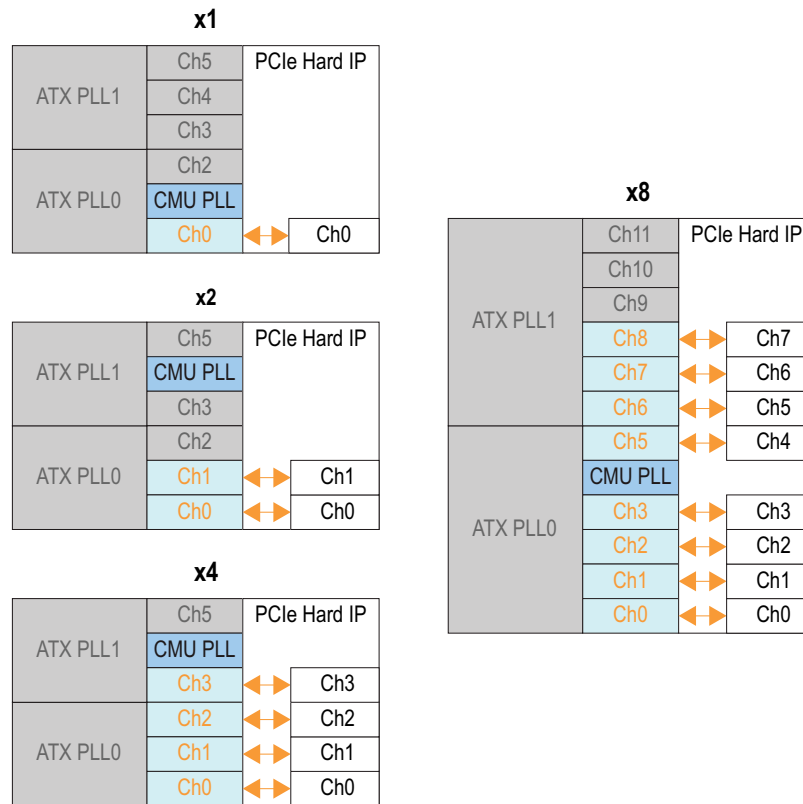 x1
Ch5 PCIe Hard IP
ATX PLL1 Ch4
Ch3
Ch2
ATX PLL0 CMU PLL
Ch0 Ch0
x2
Ch5 PCIe Hard IP
ATX PLL1 CMU PLL
Ch3
Ch2
ATX PLL0 Ch1 Ch1
Ch0 Ch0
x4
Ch5 PCIe Hard IP
ATX PLL1 CMU PLL
Ch3 Ch3
Ch2 Ch2
ATX PLL0 Ch1 Ch1
Ch0 Ch0
x8
Ch11 PCIe Hard IP
Ch10
Ch9
ATX PLL1
Ch8 Ch7
Ch7 Ch6
Ch6 Ch5
Ch5 Ch4
CMU PLL
ATX PLL0
Ch3 Ch3
Ch2 Ch2
Ch1 Ch1
Ch0 Ch0